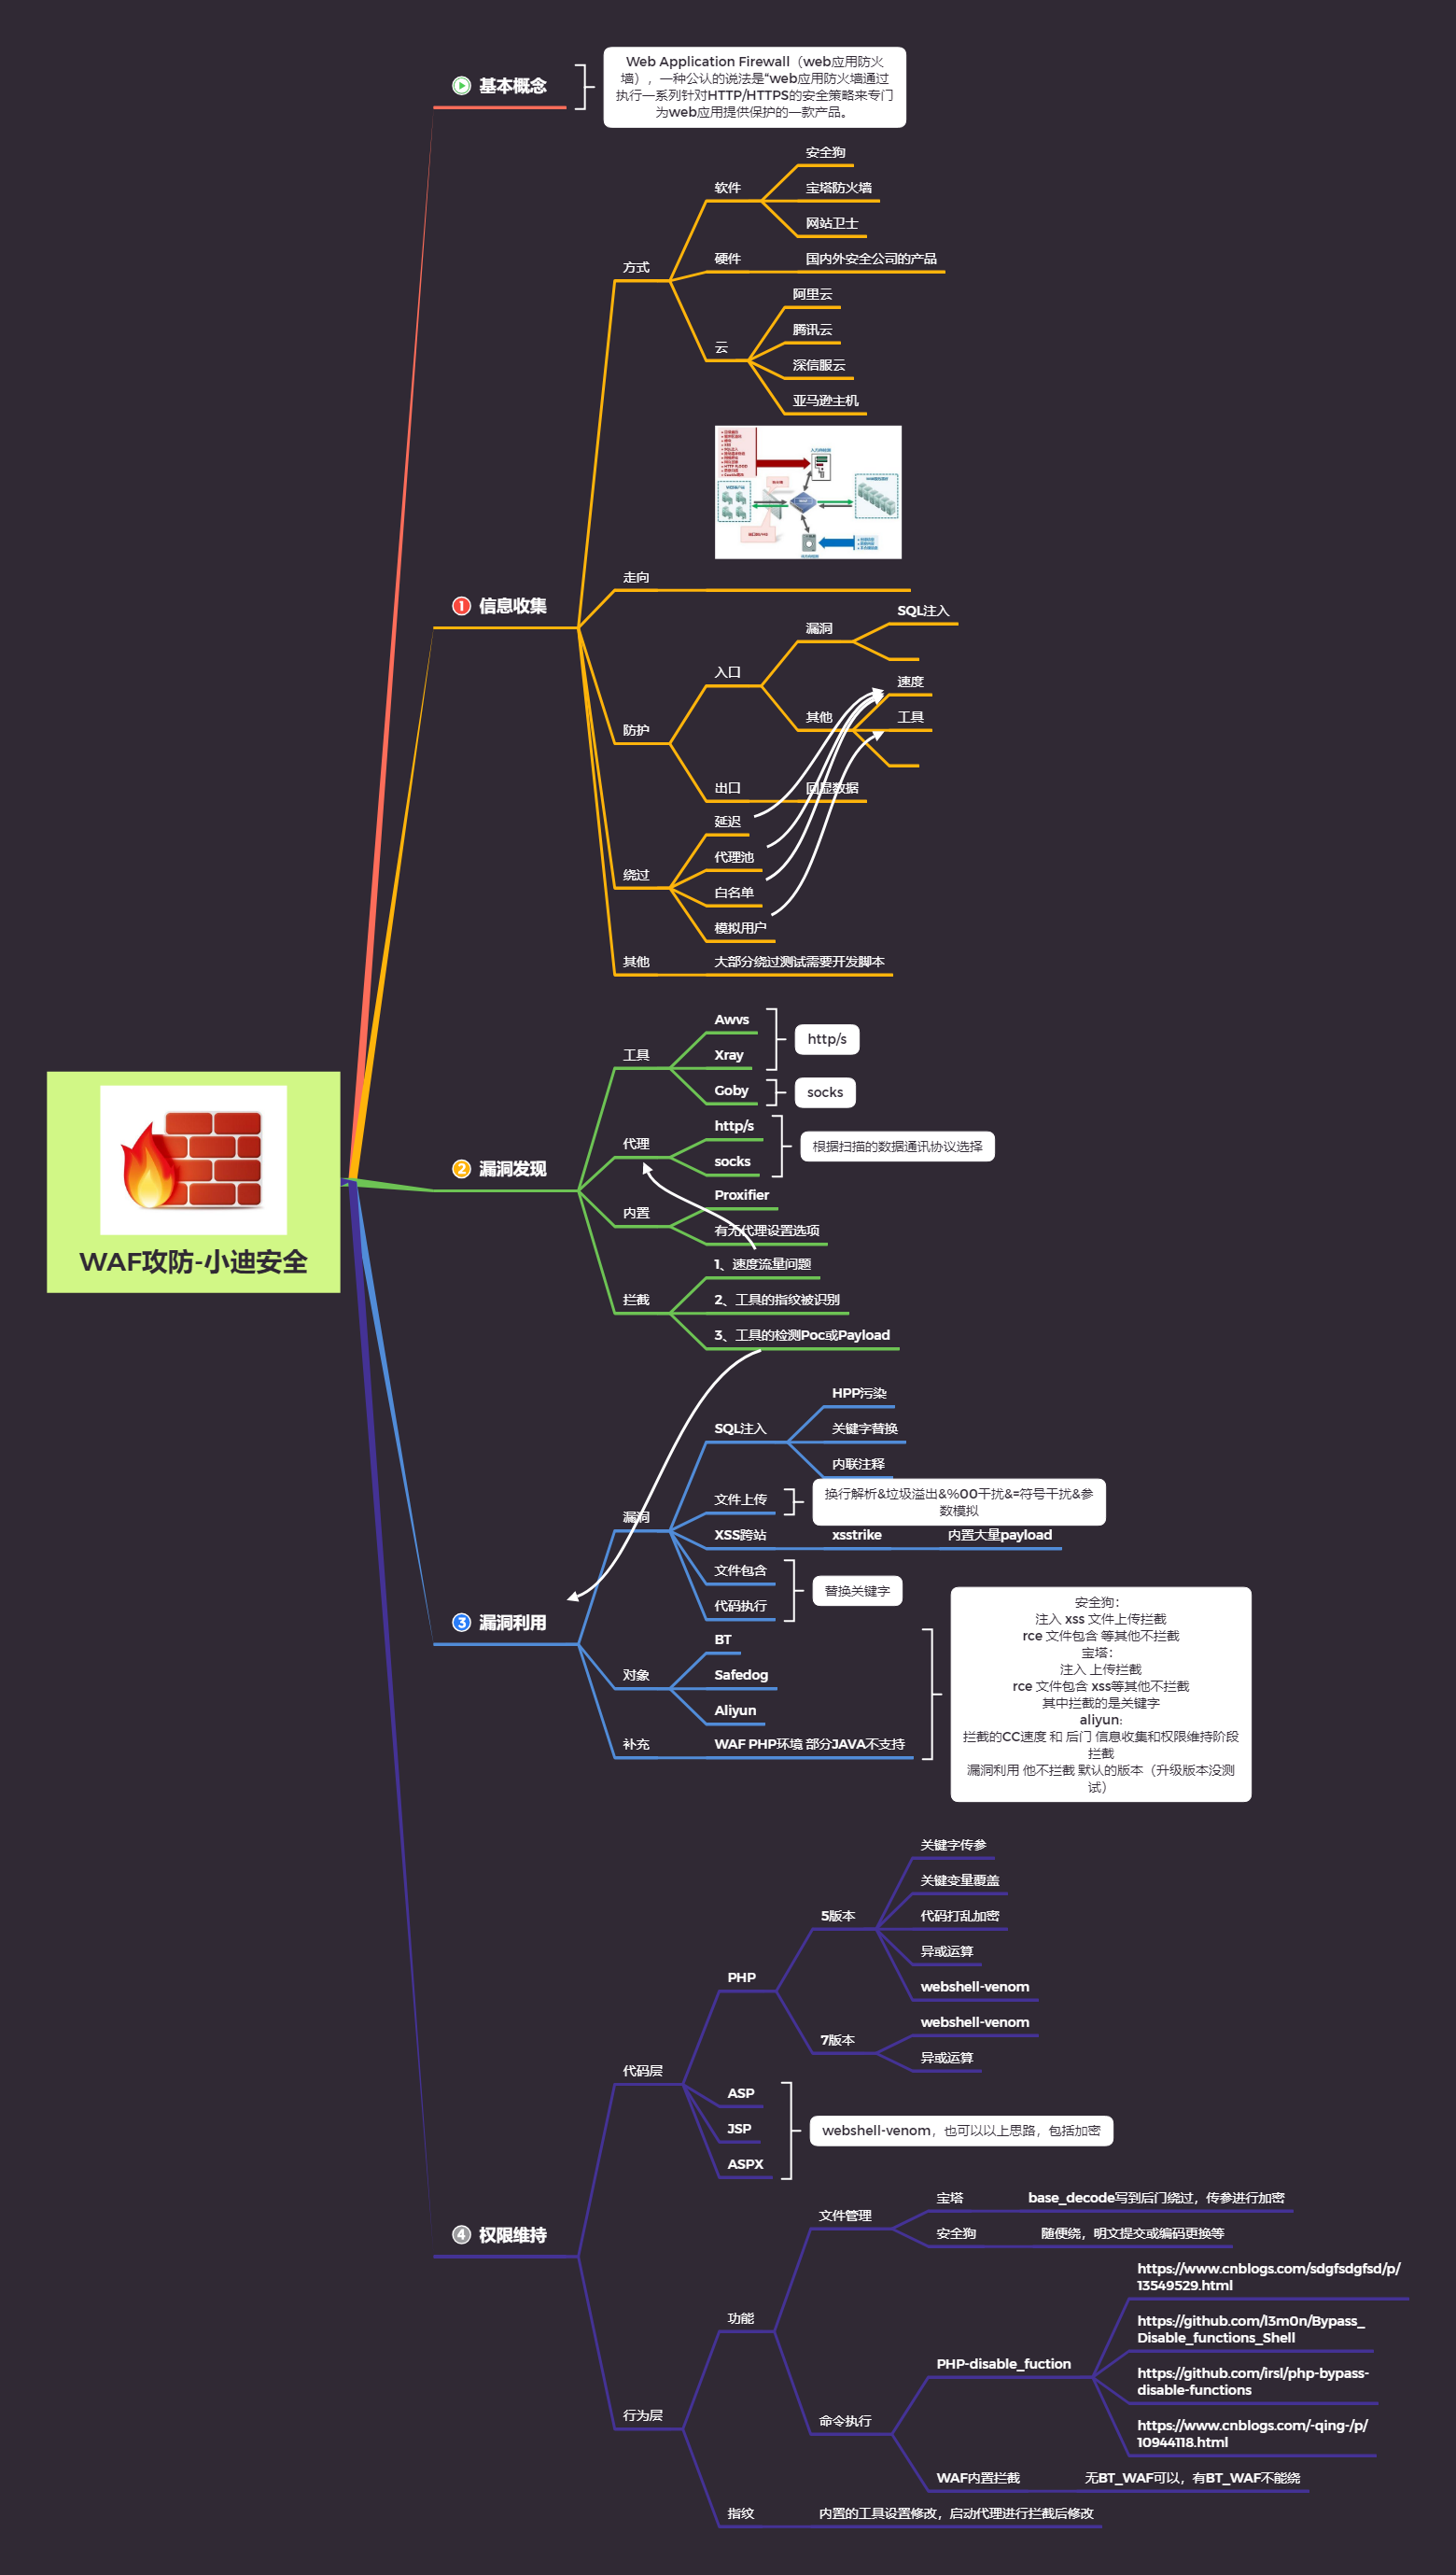 基本概念
Web Application Firewall（web应用防火
墙），一种公认的说法是“web应用防火墙通过
执行一系列针对HTTP/HTTPS的安全策略来专门
为web应用提供保护的一款产品。
安全狗
软件
宝塔防火墙
网站卫士
方式
硬件
国内外安全公司的产品
阿里云
腾讯云
云
深信服云
亚马逊主机
走向
1 信息收集
SQL注入
漏洞
入口
速度
其他
工具
防护
出口
回显数据
延迟
代理池
绕过
白名单
模拟用户
其他
大部分绕过测试需要开发脚本
Awvs
http/s
工具
Xray
Goby
socks
http/s
代理
根据扫描的数据通讯协议选择
socks
2 漏洞发现
Proxifier
内置
有无代理设置选项
WAF攻防-小迪安全
1、速度流量问题
拦截
2、工具的指纹被识别
3、工具的检测Poc或Payload
HPP污染
SQL注入
关键字替换
内联注释
文件上传
换行解析&垃圾溢出&%00干扰&=符号干扰&参
数模拟
漏洞
XSS跨站
xsstrike
内置大量payload
文件包含
替换关键字
代码执行
3 漏洞利用
BT
对象
Safedog
Aliyun
补充
WAF PHP环境 部分JAVA不支持
安全狗：
注入 xss 文件上传拦截
rce 文件包含 等其他不拦截
宝塔：
注入 上传拦截
rce 文件包含 xss等其他不拦截
其中拦截的是关键字
aliyun:
拦截的CC速度 和 后门 信息收集和权限维持阶段
拦截
漏洞利用 他不拦截 默认的版本（升级版本没测
试）
关键字传参
关键变量覆盖
5版本
代码打乱加密
异或运算
webshell-venom
PHP
webshell-venom
7版本
异或运算
代码层
ASP
JSP
webshell-venom，也可以以上思路，包括加密
ASPX
4 权限维持
宝塔
base_decode写到后门绕过，传参进行加密
文件管理
安全狗
随便绕，明文提交或编码更换等
功能
https://www.cnblogs.com/sdgfsdgfsd/p/
13549529.html
https://github.com/l3m0n/Bypass_
Disable_functions_Shell
PHP-disable_fuction
https://github.com/irsl/php-bypass-
disable-functions
https://www.cnblogs.com/-qing-/p/
10944118.html
命令执行
WAF内置拦截
无BT_WAF可以，有BT_WAF不能绕
行为层
指纹
内置的工具设置修改，启动代理进行拦截后修改